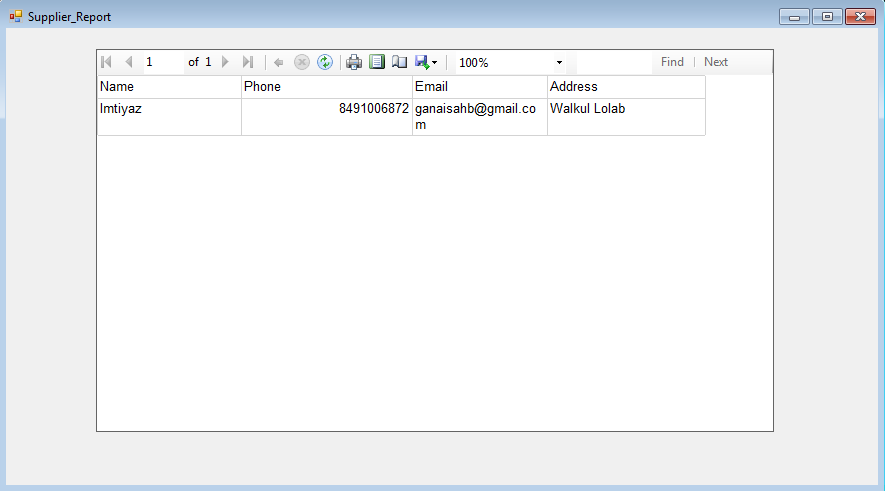 Supplier_Report
1 of 1 100% Find Next
Name Phone Email Address
Imtiyaz 8491006872 ganaisahb@gmail.co Walkul Lolab
m